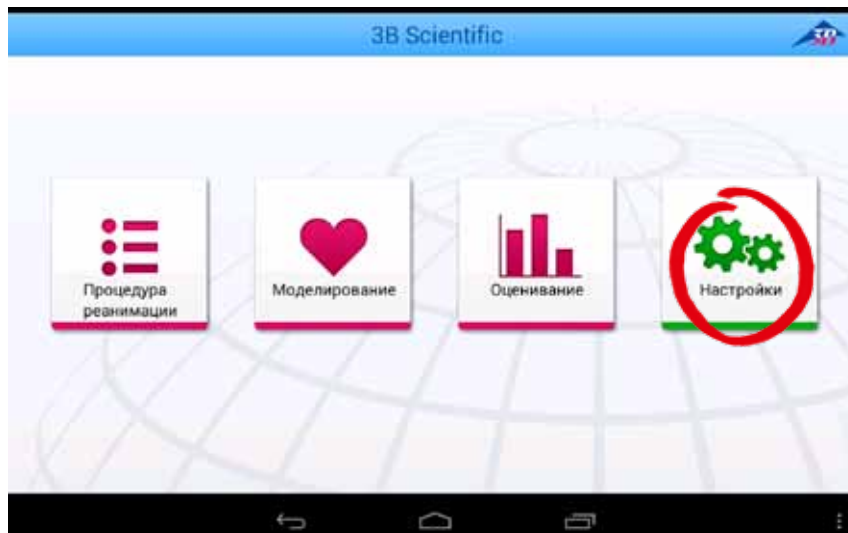 3B Scientific
3B
Процедура
реанимации
Моделирование
Оценивание
Настройки